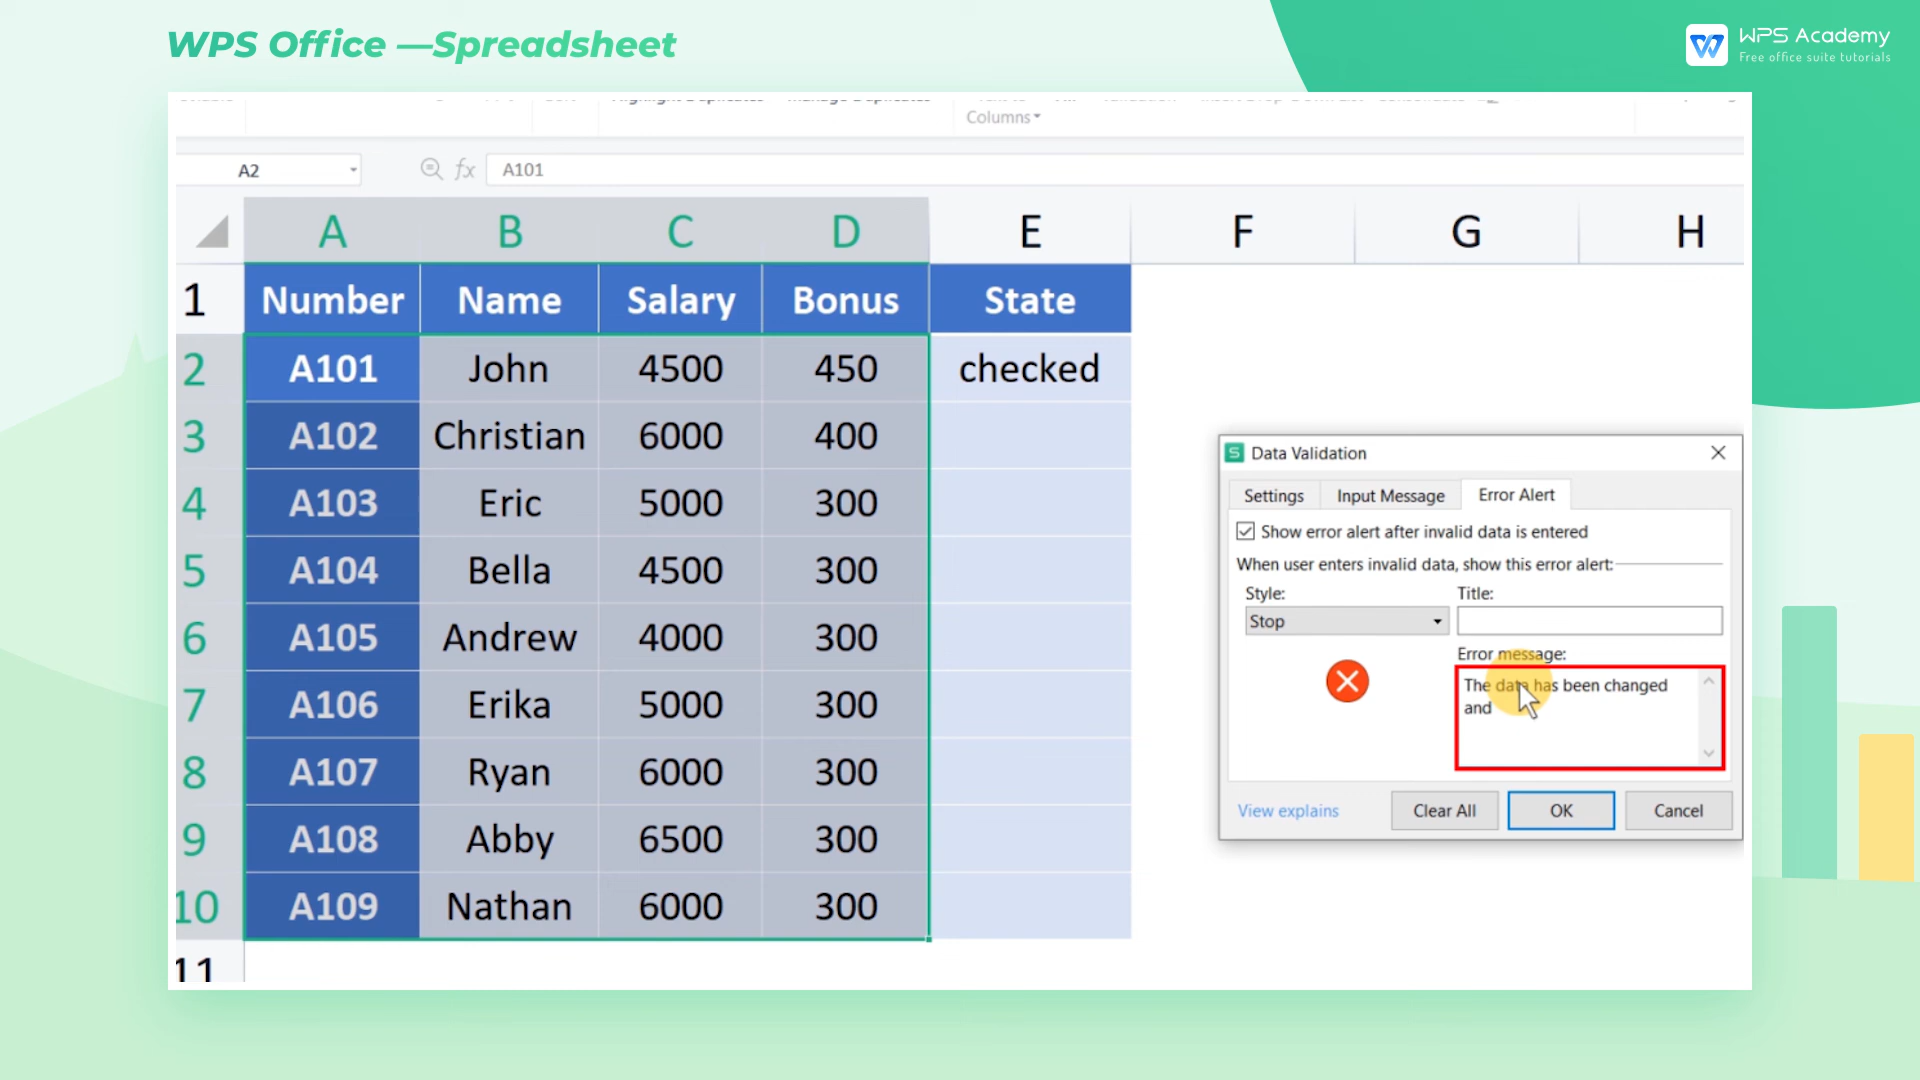 WPS Office —Spreadsheet
WPS Academy
Free office suite tutorials
Columns
A2
fx
A101
A B C D E F G H
1 Number Name Salary Bonus State
2 A101 John 4500 450 checked
3 A102 Christian 6000 400
4 A103 Eric 5000 300
5 A104 Bella 4500 300
6 A105 Andrew 4000 300
7 A106 Erika 5000 300
8 A107 Ryan 6000 300
9 A108 Abby 6500 300
10 A109 Nathan 6000 300
11
S Data Validation
Settings Input Message Error Alert
Show error alert after invalid data is entered
When user enters invalid data, show this error alert:
Style: Title:
Stop
Error message:
The data has been changed
and
View explains Clear All OK Cancel